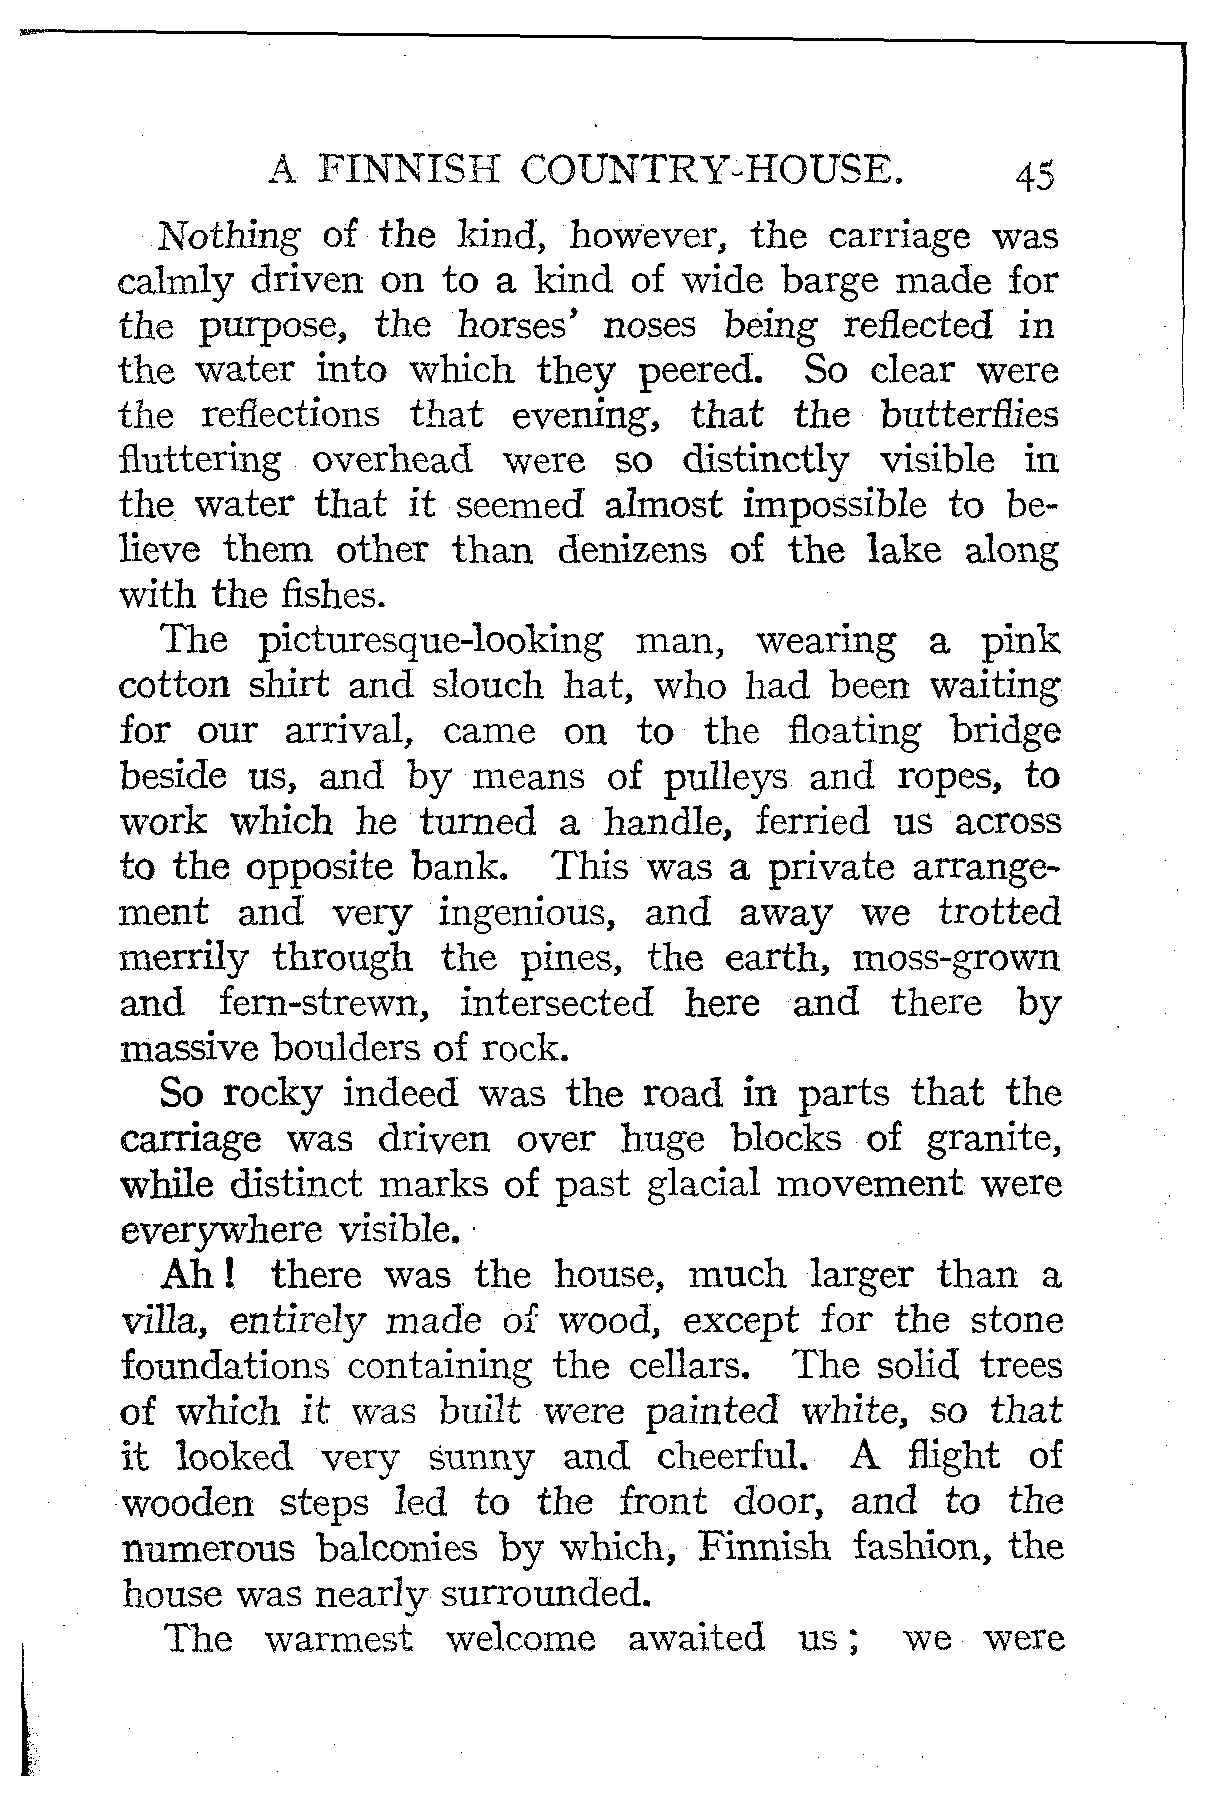 A FINNISH COUNTRY-HOUSE. 45
Nothing of the kind, however, the carriage was
calmly driven on to a kind of wide barge made for
the purpose, the horses' noses being reflected in
the water into which they peered. So clear were
the reflections that evening, that the butterflies
fluttering overhead were so distinctly visible in
the water that it seemed almost impossible to be-
lieve them other than denizens of the lake along
with the fishes.
The picturesque-looking man, wearing a pink
cotton shirt and slouch hat, who had been waiting
for our arrival, came on to the floating bridge
beside us, and by means of pulleys and ropes, to
work which he turned a handle, ferried us across
to the opposite bank. This was a private arrange-
ment and very ingenious, and away we trotted
merrily through the pines, the earth, moss-grown
and fern-strewn, intersected here and there by
massive boulders of rock.
So rocky indeed was the road in parts that the
carriage was driven over huge blocks of granite,
while distinct marks of past glacial movement were
everywhere visible.
Ah! there was the house, much larger than a
villa, entirely made of wood, except for the stone
foundations containing the cellars. The solid trees
of which it was built were painted white, so that
it looked very sunny and cheerful. A flight of
wooden steps led to the front door, and to the
numerous balconies by which, Finnish fashion, the
house was nearly surrounded.
The warmest welcome awaited us; we were